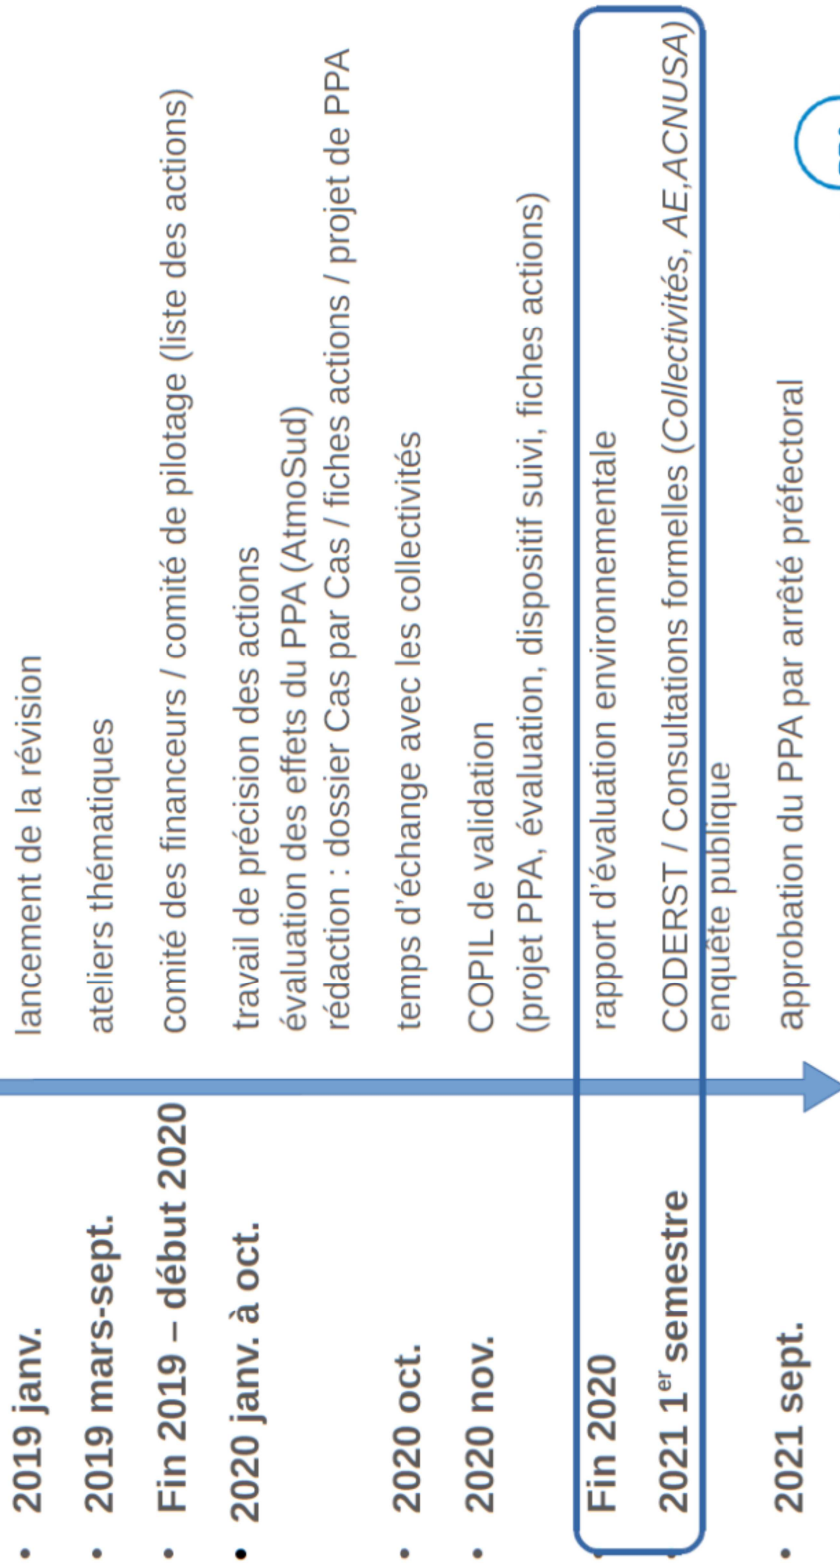 • 2019 janv. lancement de la révision
• 2019 mars-sept. ateliers thématiques
• Fin 2019 – début 2020 comité des financeurs / comité de pilotage (liste des actions)
• 2020 janv. à oct. travail de précision des actions
évaluation des effets du PPA (AtmoSud)
rédaction : dossier Cas par Cas / fiches actions / projet de PPA
• 2020 oct. temps d’échange avec les collectivités
• 2020 nov. COPIL de validation
(projet PPA, évaluation, dispositif suivi, fiches actions)
• Fin 2020 rapport d’évaluation environnementale
• 2021 1er semestre CODERST / Consultations formelles (Collectivités, AE,ACNUSA)
enquête publique
• 2021 sept. approbation du PPA par arrêté préfectoral